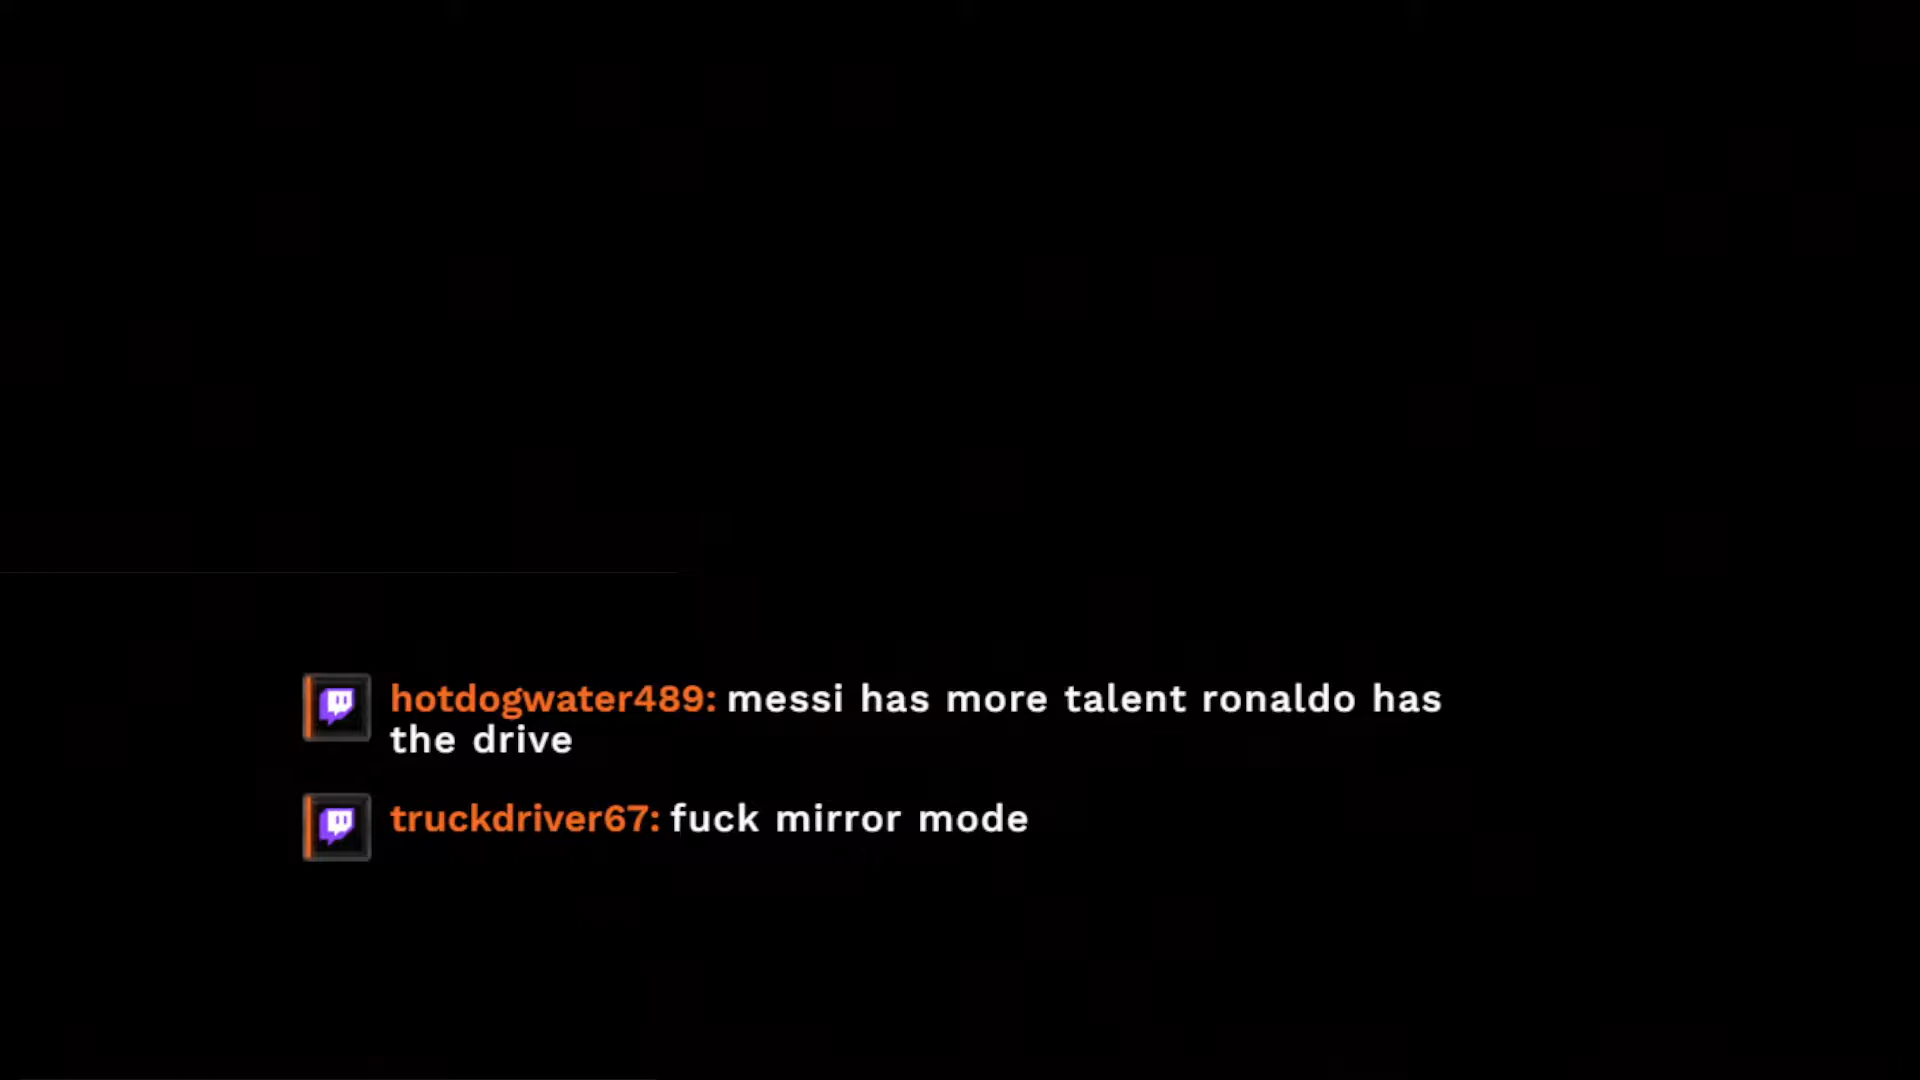 hotdogwater489: messi has more talent ronaldo has
the drive
truckdriver67: fuck mirror mode